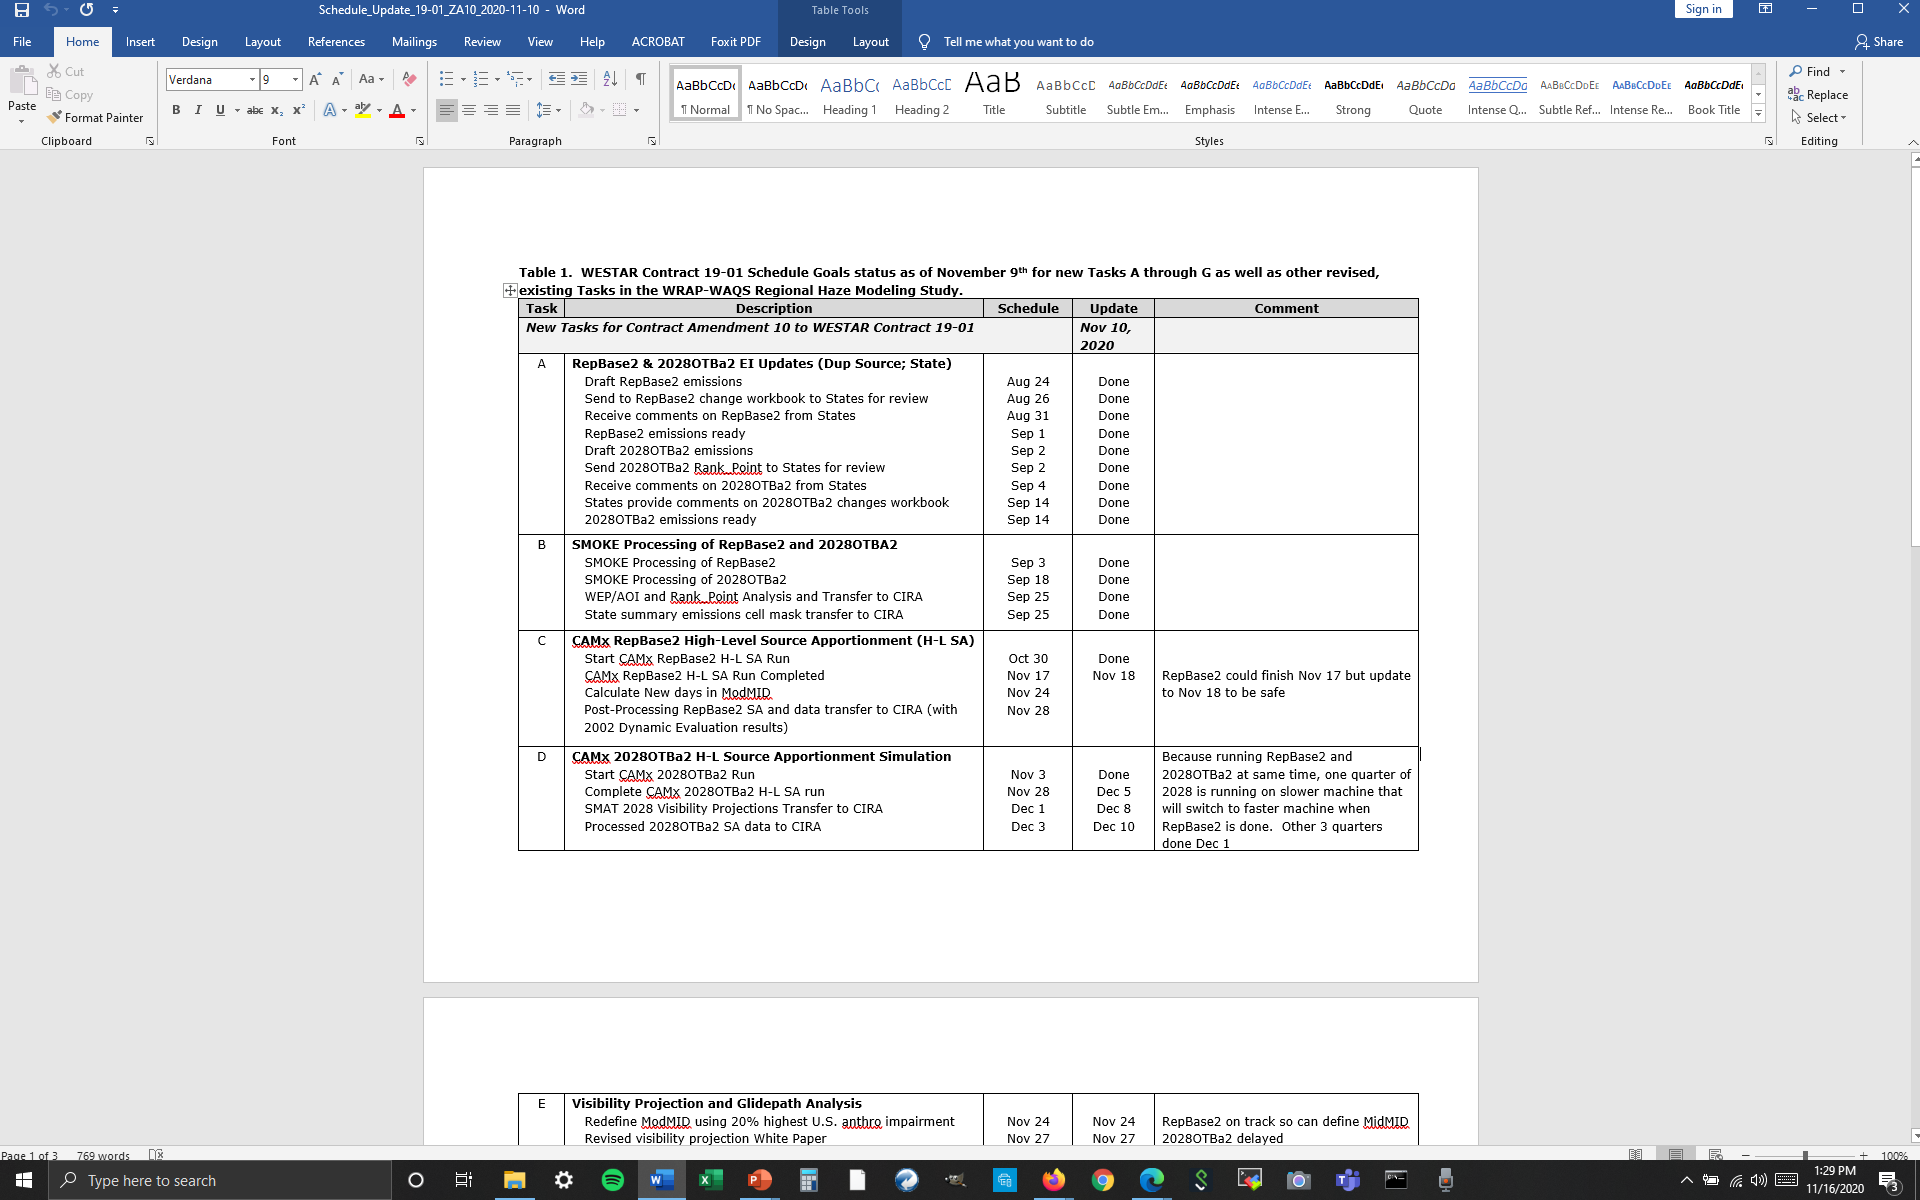 Schedule_Update_19-01_ZA10_2020-11-10 - Word
Table Tools
Sign in
File Home Insert Design Layout References Mailings Review View Help ACROBAT Foxit PDF Design Layout Tell me what you want to do Share
Paste
Cut
Copy
Format Painter
Clipboard
Verdana 9
Font
Paragraph
¶ Normal ¶ No Spac... Heading 1 Heading 2 Title Subtitle Subtle Em... Emphasis Intense E... Strong Quote Intense Q... Subtle Ref... Intense Re... Book Title
Styles
Find
Replace
Select
Editing
Table 1. WESTAR Contract 19-01 Schedule Goals status as of November 9th for new Tasks A through G as well as other revised,
existing Tasks in the WRAP-WAQS Regional Haze Modeling Study.
Task Description Schedule Update Comment
New Tasks for Contract Amendment 10 to WESTAR Contract 19-01 Nov 10,
2020
A RepBase2 & 2028OTBa2 EI Updates (Dup Source; State)
Draft RepBase2 emissions Aug 24 Done
Send to RepBase2 change workbook to States for review Aug 26 Done
Receive comments on RepBase2 from States Aug 31 Done
RepBase2 emissions ready Sep 1 Done
Draft 2028OTBa2 emissions Sep 2 Done
Send 2028OTBa2 Rank_Point to States for review Sep 2 Done
Receive comments on 2028OTBa2 from States Sep 4 Done
States provide comments on 2028OTBa2 changes workbook Sep 14 Done
2028OTBa2 emissions ready Sep 14 Done
B SMOKE Processing of RepBase2 and 2028OTBA2
SMOKE Processing of RepBase2 Sep 3 Done
SMOKE Processing of 2028OTBa2 Sep 18 Done
WEP/AOI and Rank_Point Analysis and Transfer to CIRA Sep 25 Done
State summary emissions cell mask transfer to CIRA Sep 25 Done
C CAMx RepBase2 High-Level Source Apportionment (H-L SA)
Start CAMx RepBase2 H-L SA Run Oct 30 Done
CAMx RepBase2 H-L SA Run Completed Nov 17 Nov 18 RepBase2 could finish Nov 17 but update
Calculate New days in ModMID Nov 24 to Nov 18 to be safe
Post-Processing RepBase2 SA and data transfer to CIRA (with Nov 28
2002 Dynamic Evaluation results)
D CAMx 2028OTBa2 H-L Source Apportionment Simulation Because running RepBase2 and
Start CAMx 2028OTBa2 Run Nov 3 Done 2028OTBa2 at same time, one quarter of
Complete CAMx 2028OTBa2 H-L SA run Nov 28 Dec 5 2028 is running on slower machine that
SMAT 2028 Visibility Projections Transfer to CIRA Dec 1 Dec 8 will switch to faster machine when
Processed 2028OTBa2 SA data to CIRA Dec 3 Dec 10 RepBase2 is done. Other 3 quarters
done Dec 1
E Visibility Projection and Glidepath Analysis
Redefine ModMID using 20% highest U.S. anthro impairment Nov 24 Nov 24 RepBase2 on track so can define MidMID
Revised visibility projection White Paper Nov 27 Nov 27 2028OTBa2 delayed
Page 1 of 3 769 words 100%
Type here to search
1:29 PM
11/16/2020
3